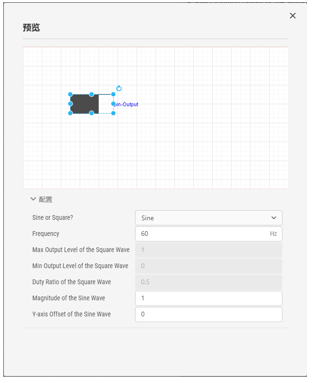 预览
pin-Output
配置
Sine or Square?
Sine
Frequency
60
Hz
Max Output Level of the Square Wave
1
Min Output Level of the Square Wave
0
Duty Ratio of the Square Wave
0.5
Magnitude of the Sine Wave
1
Y-axis Offset of the Sine Wave
0